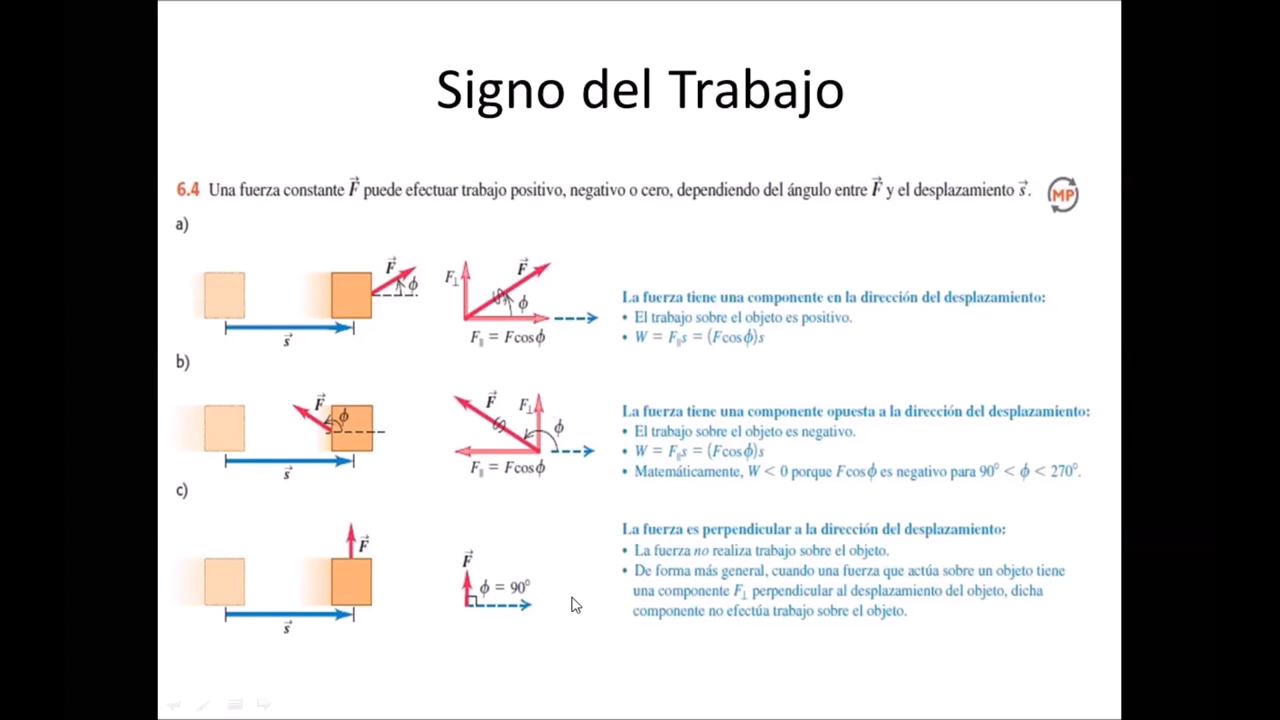 Signo del Trabajo
6.4 Una fuerza constante F⃗ puede efectuar trabajo positivo, negativo o cero, dependiendo del ángulo entre F⃗ y el desplazamiento s⃗. MP
a)
F⃗ ϕ
s⃗
F⊥ F⃗ ϕ
F∥ = Fcosϕ
La fuerza tiene una componente en la dirección del desplazamiento:
• El trabajo sobre el objeto es positivo.
• W = F∥s = (Fcosϕ)s
b)
F⃗ ϕ
s⃗
F⃗ F⊥ ϕ
F∥ = Fcosϕ
La fuerza tiene una componente opuesta a la dirección del desplazamiento:
• El trabajo sobre el objeto es negativo.
• W = F∥s = (Fcosϕ)s
• Matemáticamente, W < 0 porque Fcosϕ es negativo para 90° < ϕ < 270°.
c)
F⃗
s⃗
F⃗
ϕ = 90°
La fuerza es perpendicular a la dirección del desplazamiento:
• La fuerza no realiza trabajo sobre el objeto.
• De forma más general, cuando una fuerza que actúa sobre un objeto tiene
una componente F⊥ perpendicular al desplazamiento del objeto, dicha
componente no efectúa trabajo sobre el objeto.